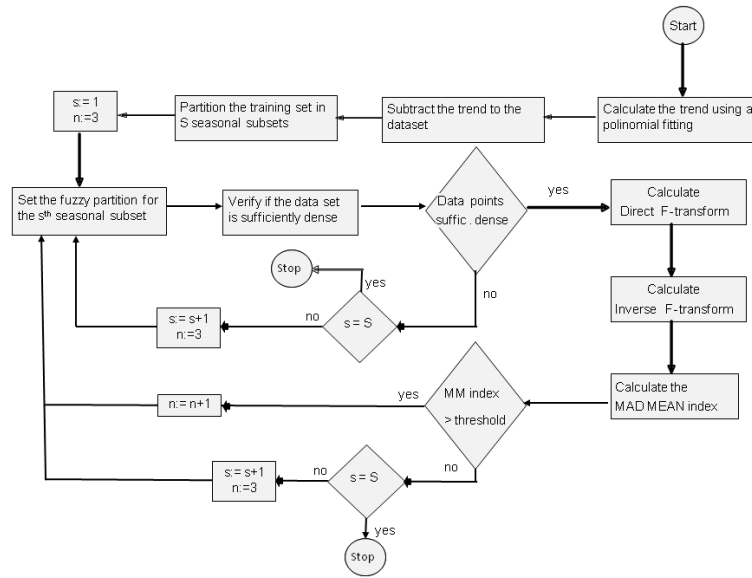 Start
Calculate the trend using a
polinomial fitting
Subtract the trend to the
dataset
Partition the training set in
S seasonal subsets
s:= 1
n:=3
Set the fuzzy partition for
the sth seasonal subset
Verify if the data set
is sufficiently dense
Data points
suffic. dense
yes
Calculate
Direct F-transform
no
Calculate
Inverse F-transform
Stop
yes
s = S
no
s:= s+1
n:=3
Calculate the
MAD MEAN index
MM index
> threshold
yes
n:= n+1
no
s = S
no
s:= s+1
n:=3
yes
Stop